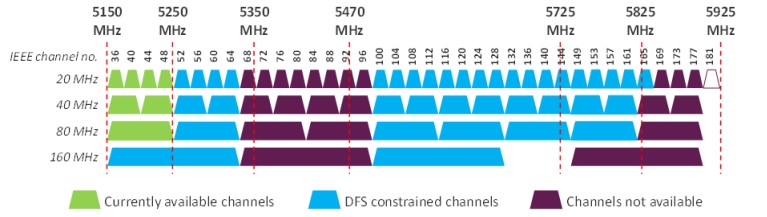 5150 MHz 5250 MHz 5350 MHz 5470 MHz 5725 MHz 5825 MHz 5925 MHz
IEEE channel no. 36 40 44 48 52 56 60 64 68 72 76 80 84 88 92 96 100 104 108 112 116 120 124 128 132 136 140 144 149 153 157 161 165 169 173 177 181
20 MHz
40 MHz
80 MHz
160 MHz
Currently available channels DFS constrained channels Channels not available